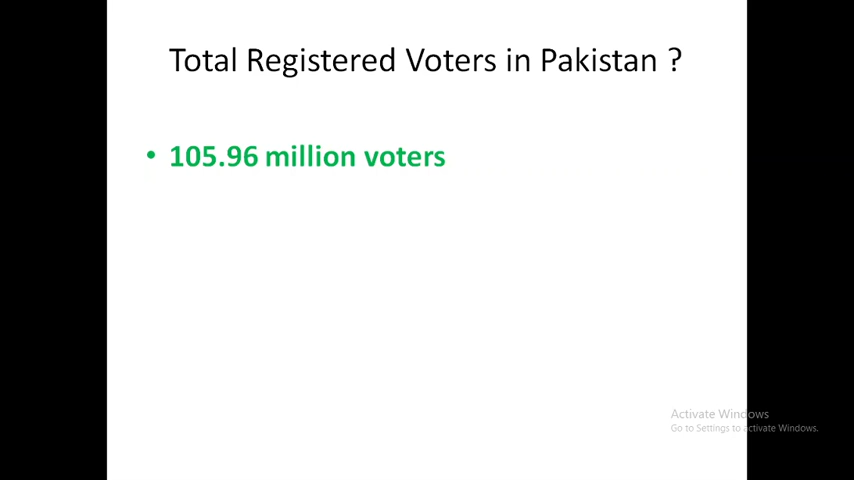 Total Registered Voters in Pakistan ?
• 105.96 million voters
Activate Windows
Go to Settings to activate Windows.